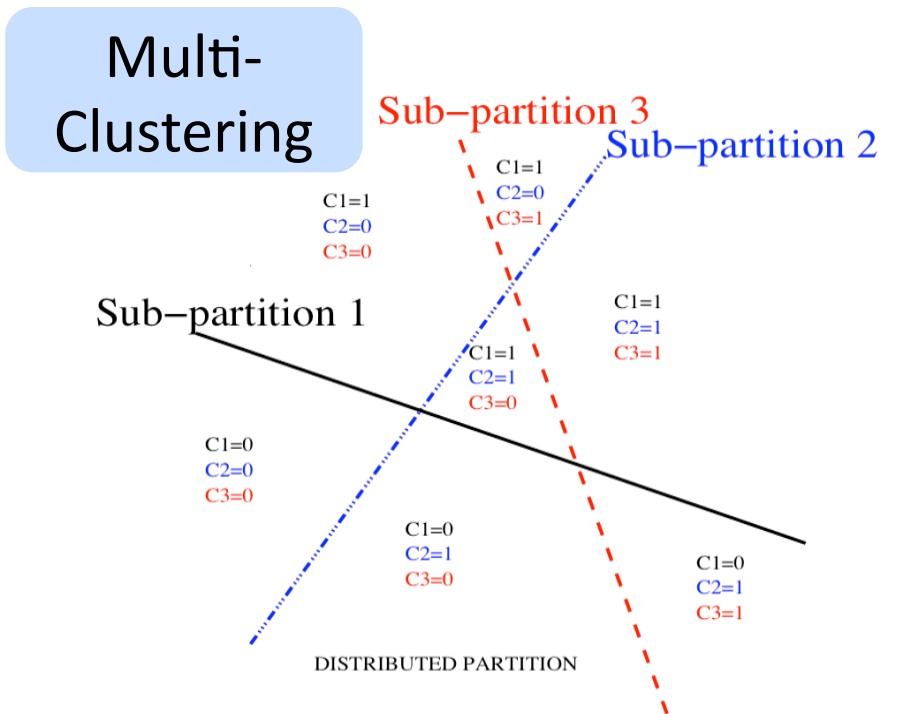 Multi-
Clustering
Sub–partition 3
Sub–partition 2
C1=1
C2=0
C3=1
C1=1
C2=0
C3=0
Sub–partition 1
C1=1
C2=1
C3=1
C1=1
C2=1
C3=0
C1=0
C2=0
C3=0
C1=0
C2=1
C3=0
C1=0
C2=1
C3=1
DISTRIBUTED PARTITION